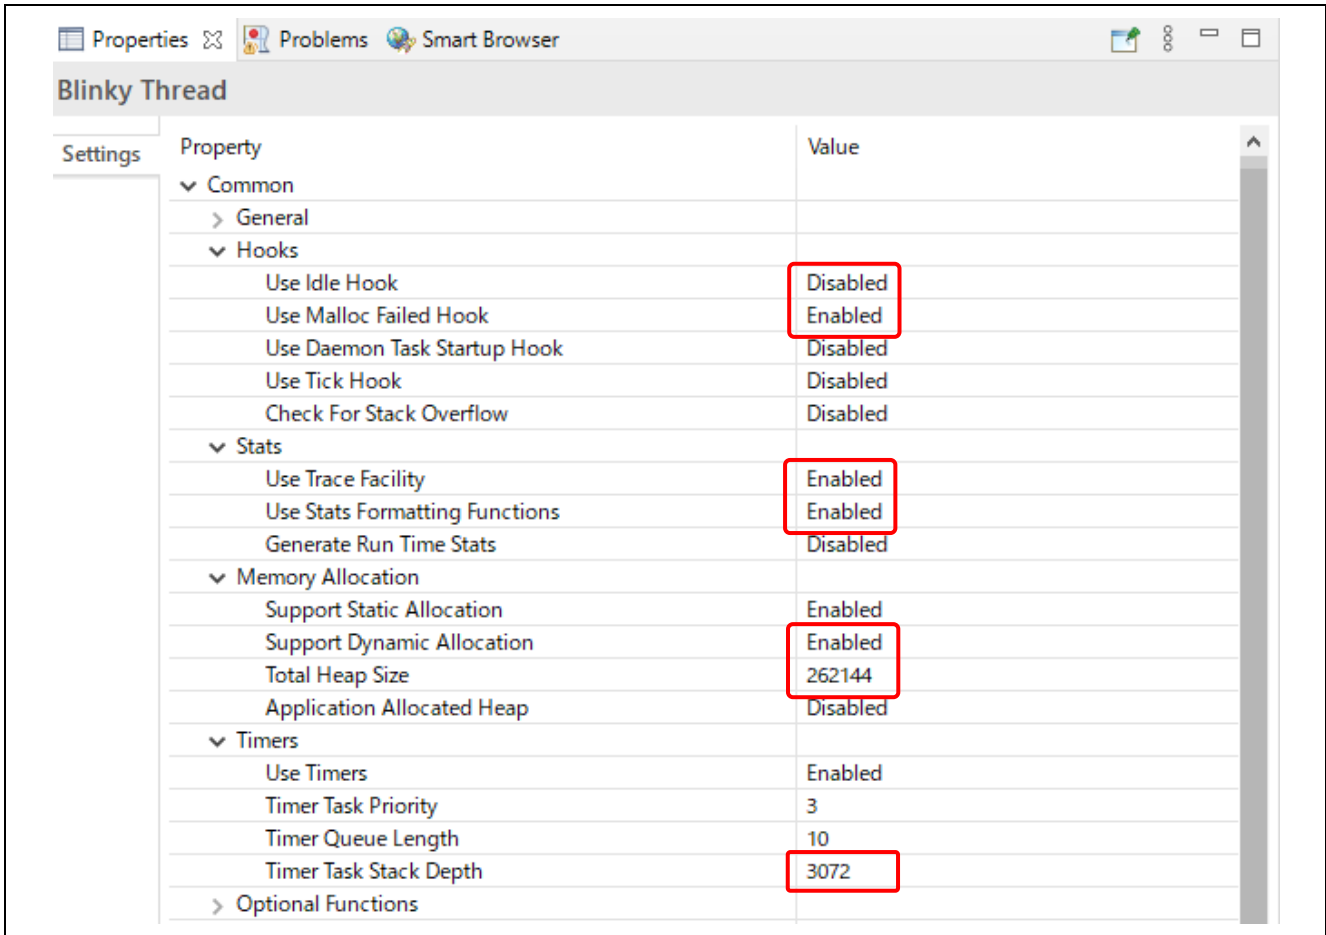 Properties Problems Smart Browser
Blinky Thread
Settings
Property Value
Common
General
Hooks
Use Idle Hook Disabled
Use Malloc Failed Hook Enabled
Use Daemon Task Startup Hook Disabled
Use Tick Hook Disabled
Check For Stack Overflow Disabled
Stats
Use Trace Facility Enabled
Use Stats Formatting Functions Enabled
Generate Run Time Stats Disabled
Memory Allocation
Support Static Allocation Enabled
Support Dynamic Allocation Enabled
Total Heap Size 262144
Application Allocated Heap Disabled
Timers
Use Timers Enabled
Timer Task Priority 3
Timer Queue Length 10
Timer Task Stack Depth 3072
Optional Functions